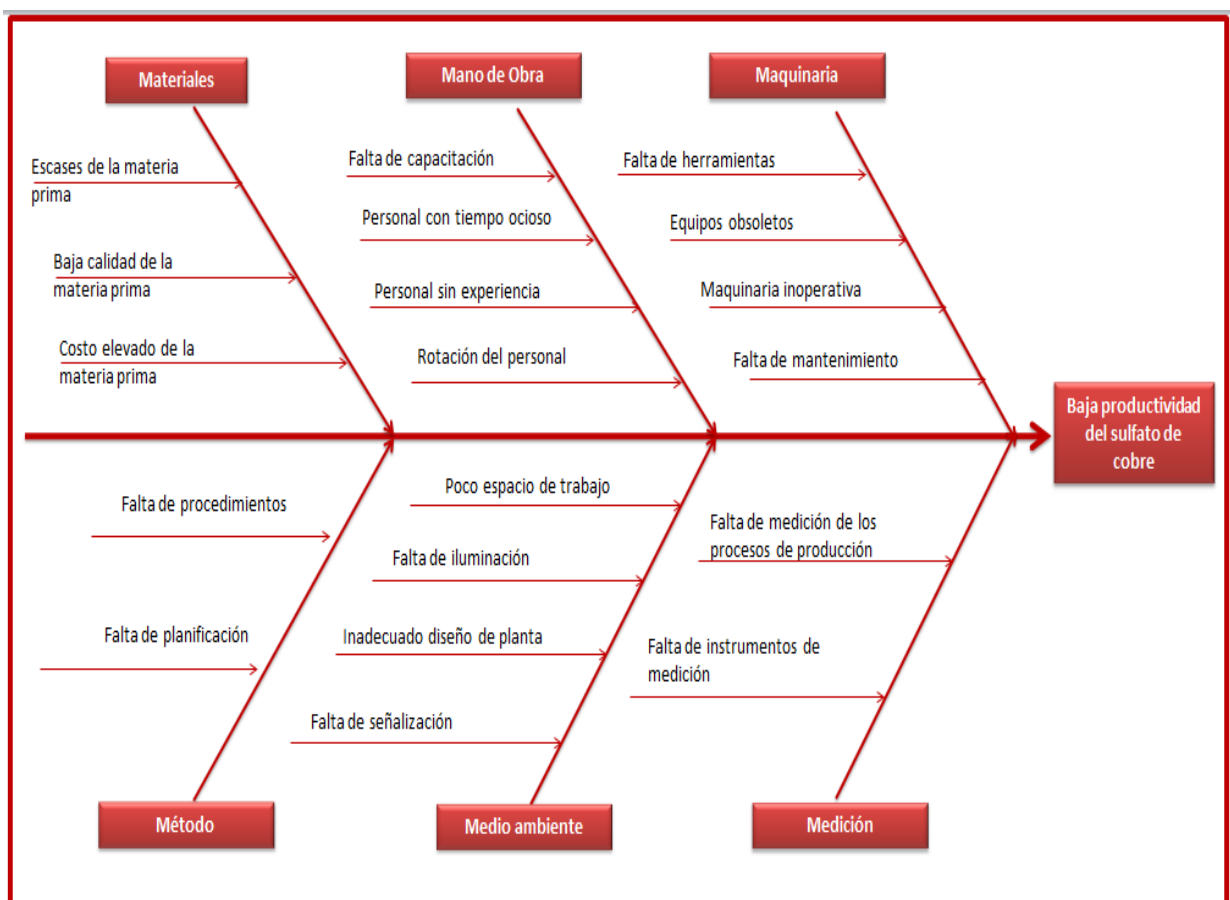 Materiales
Mano de Obra
Maquinaria
Escases de la materia
prima
Baja calidad de la
materia prima
Costo elevado de la
materia prima
Falta de capacitación
Personal con tiempo ocioso
Personal sin experiencia
Rotación del personal
Falta de herramientas
Equipos obsoletos
Maquinaria inoperativa
Falta de mantenimiento
Baja productividad
del sulfato de
cobre
Falta de procedimientos
Falta de planificación
Poco espacio de trabajo
Falta de iluminación
Inadecuado diseño de planta
Falta de señalización
Falta de medición de los
procesos de producción
Falta de instrumentos de
medición
Método
Medio ambiente
Medición